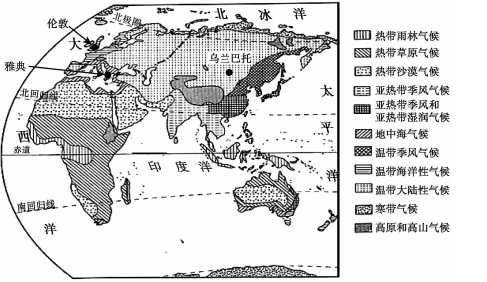 北冰洋
伦敦
北极圈
大
乌兰巴托
雅典
太
北回归线
平
西
赤道
印度洋
洋
南回归线
洋
热带雨林气候
热带草原气候
热带沙漠气候
亚热季风气候
亚热带季风和
亚热带湿润气候
地中海气候
温带季风气候
温带海洋性气候
温带大陆性气候
寒带气候
高原和高山气候